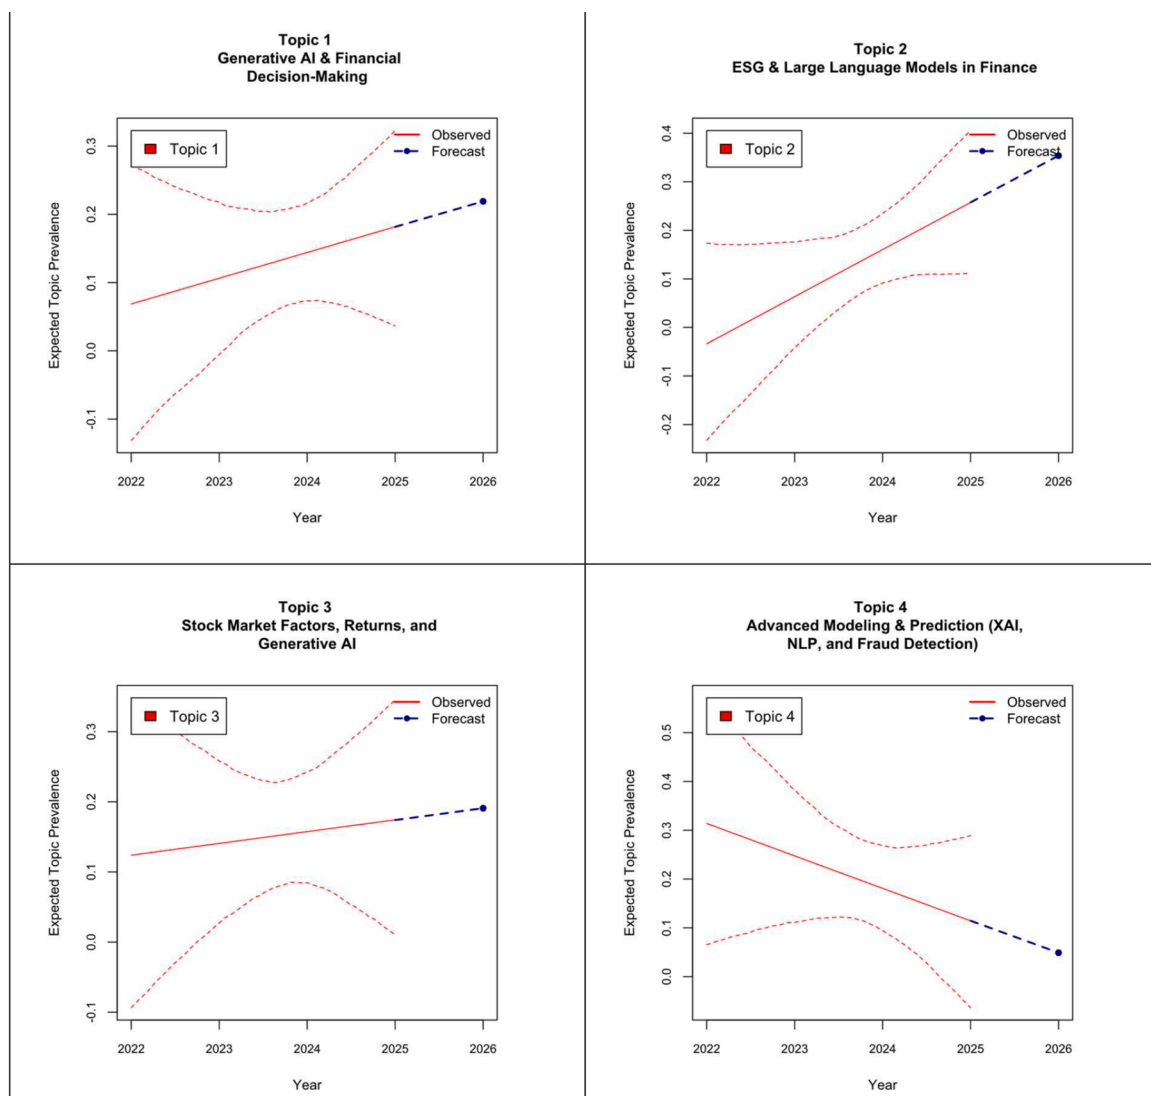 Topic 1
Generative AI & Financial
Decision-Making
Topic 1
Observed
Forecast
Expected Topic Prevalence
0.3
0.2
0.1
0.0
-0.1
2022 2023 2024 2025 2026
Year
Topic 2
ESG & Large Language Models in Finance
Topic 2
Observed
Forecast
Expected Topic Prevalence
0.4
0.3
0.2
0.1
0.0
-0.1
-0.2
2022 2023 2024 2025 2026
Year
Topic 3
Stock Market Factors, Returns, and
Generative AI
Topic 3
Observed
Forecast
Expected Topic Prevalence
0.3
0.2
0.1
0.0
-0.1
2022 2023 2024 2025 2026
Year
Topic 4
Advanced Modeling & Prediction (XAI,
NLP, and Fraud Detection)
Topic 4
Observed
Forecast
Expected Topic Prevalence
0.5
0.4
0.3
0.2
0.1
0.0
2022 2023 2024 2025 2026
Year